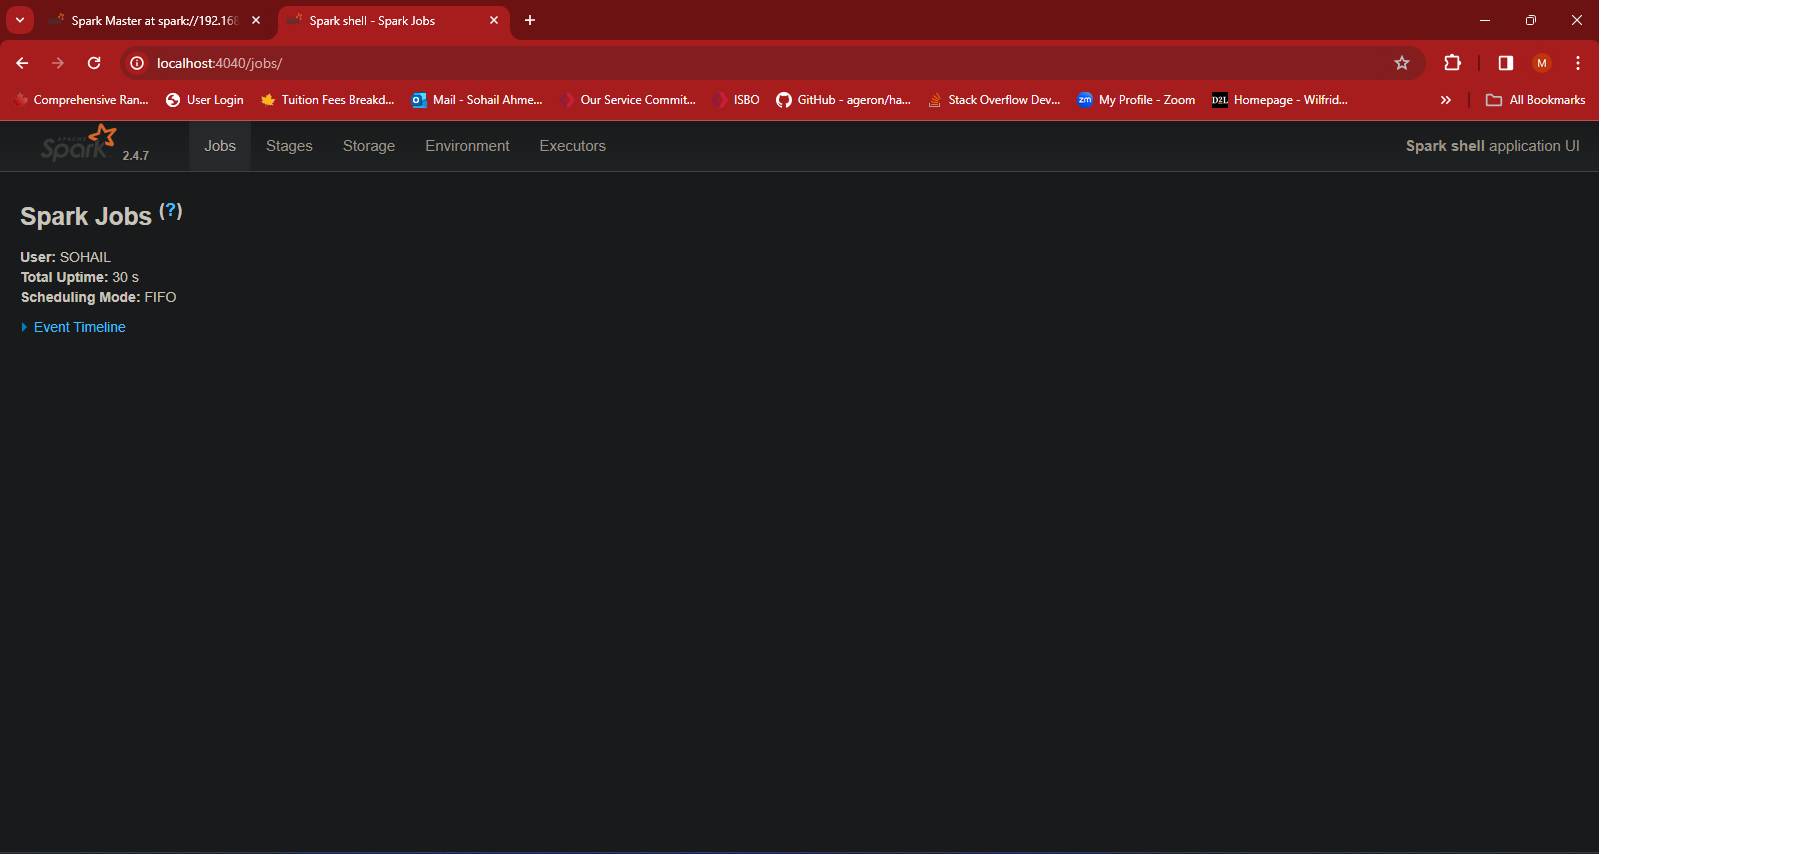 Spark Master at spark://192.168
Spark shell - Spark Jobs
localhost:4040/jobs/
M
Comprehensive Ran...
User Login
Tuition Fees Breakd...
Mail - Sohail Ahme...
Our Service Commit...
ISBO
GitHub - ageron/ha...
Stack Overflow Dev...
zm
My Profile - Zoom
D2L
Homepage - Wilfrid...
All Bookmarks
APACHE
Spark 2.4.7
Jobs
Stages
Storage
Environment
Executors
Spark shell application UI
Spark Jobs (?)
User: SOHAIL
Total Uptime: 30 s
Scheduling Mode: FIFO
Event Timeline